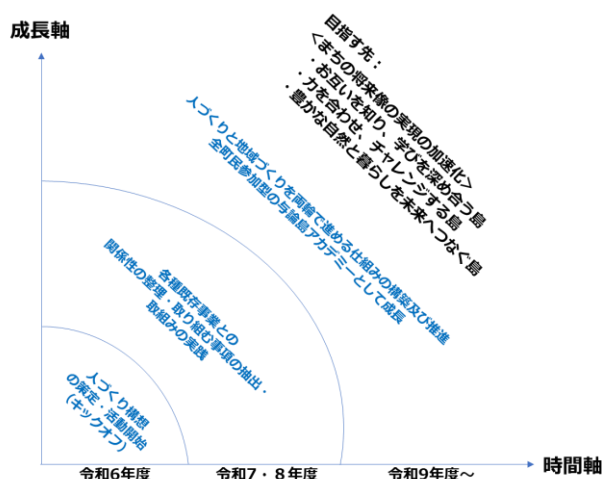 成長軸
目指す先：
<まちの将来像の実現の加速化>
・お互いを知り、学びを深め合う島
・力を合わせ、チャレンジする島
・豊かな自然と暮らしを未来へつなぐ島
人づくりと地域づくりを両輪で進める仕組みの構築及び推進
全町民参加型の与論島アカデミーとして成長
各種既存事業との
関係性の整理・取り組む事項の抽出・
取組みの実践
人づくり構想
の策定・活動開始
(キックオフ)
令和6年度
令和7・８年度
令和9年度～
時間軸